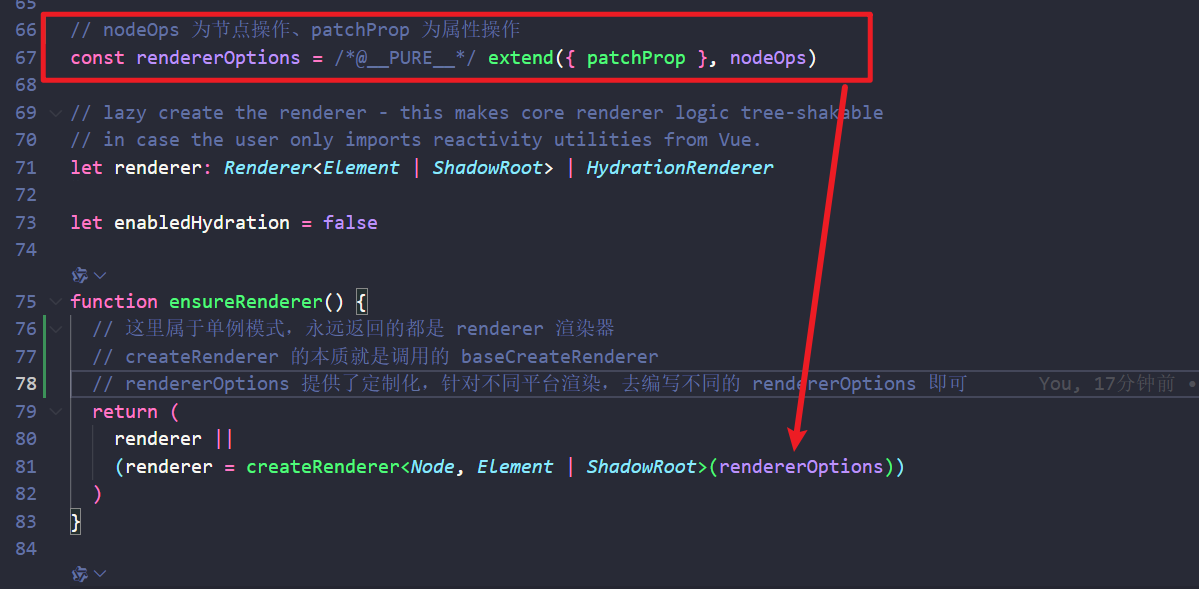 65
66 // nodeOps 为节点操作、patchProp 为属性操作
67 const rendererOptions = /*@__PURE__*/ extend({ patchProp }, nodeOps)
68
69 // lazy create the renderer - this makes core renderer logic tree-shakable
70 // in case the user only imports reactivity utilities from Vue.
71 let renderer: Renderer<Element | ShadowRoot> | HydrationRenderer
72
73 let enabledHydration = false
74
75 function ensureRenderer() {
76 // 这里属于单例模式，永远返回的都是 renderer 渲染器
77 // createRenderer 的本质就是调用的 baseCreateRenderer
78 // rendererOptions 提供了定制化，针对不同平台渲染，去编写不同的 rendererOptions 即可 You, 17分钟前 •
79 return (
80 renderer ||
81 (renderer = createRenderer<Node, Element | ShadowRoot>(rendererOptions))
82 )
83 }
84